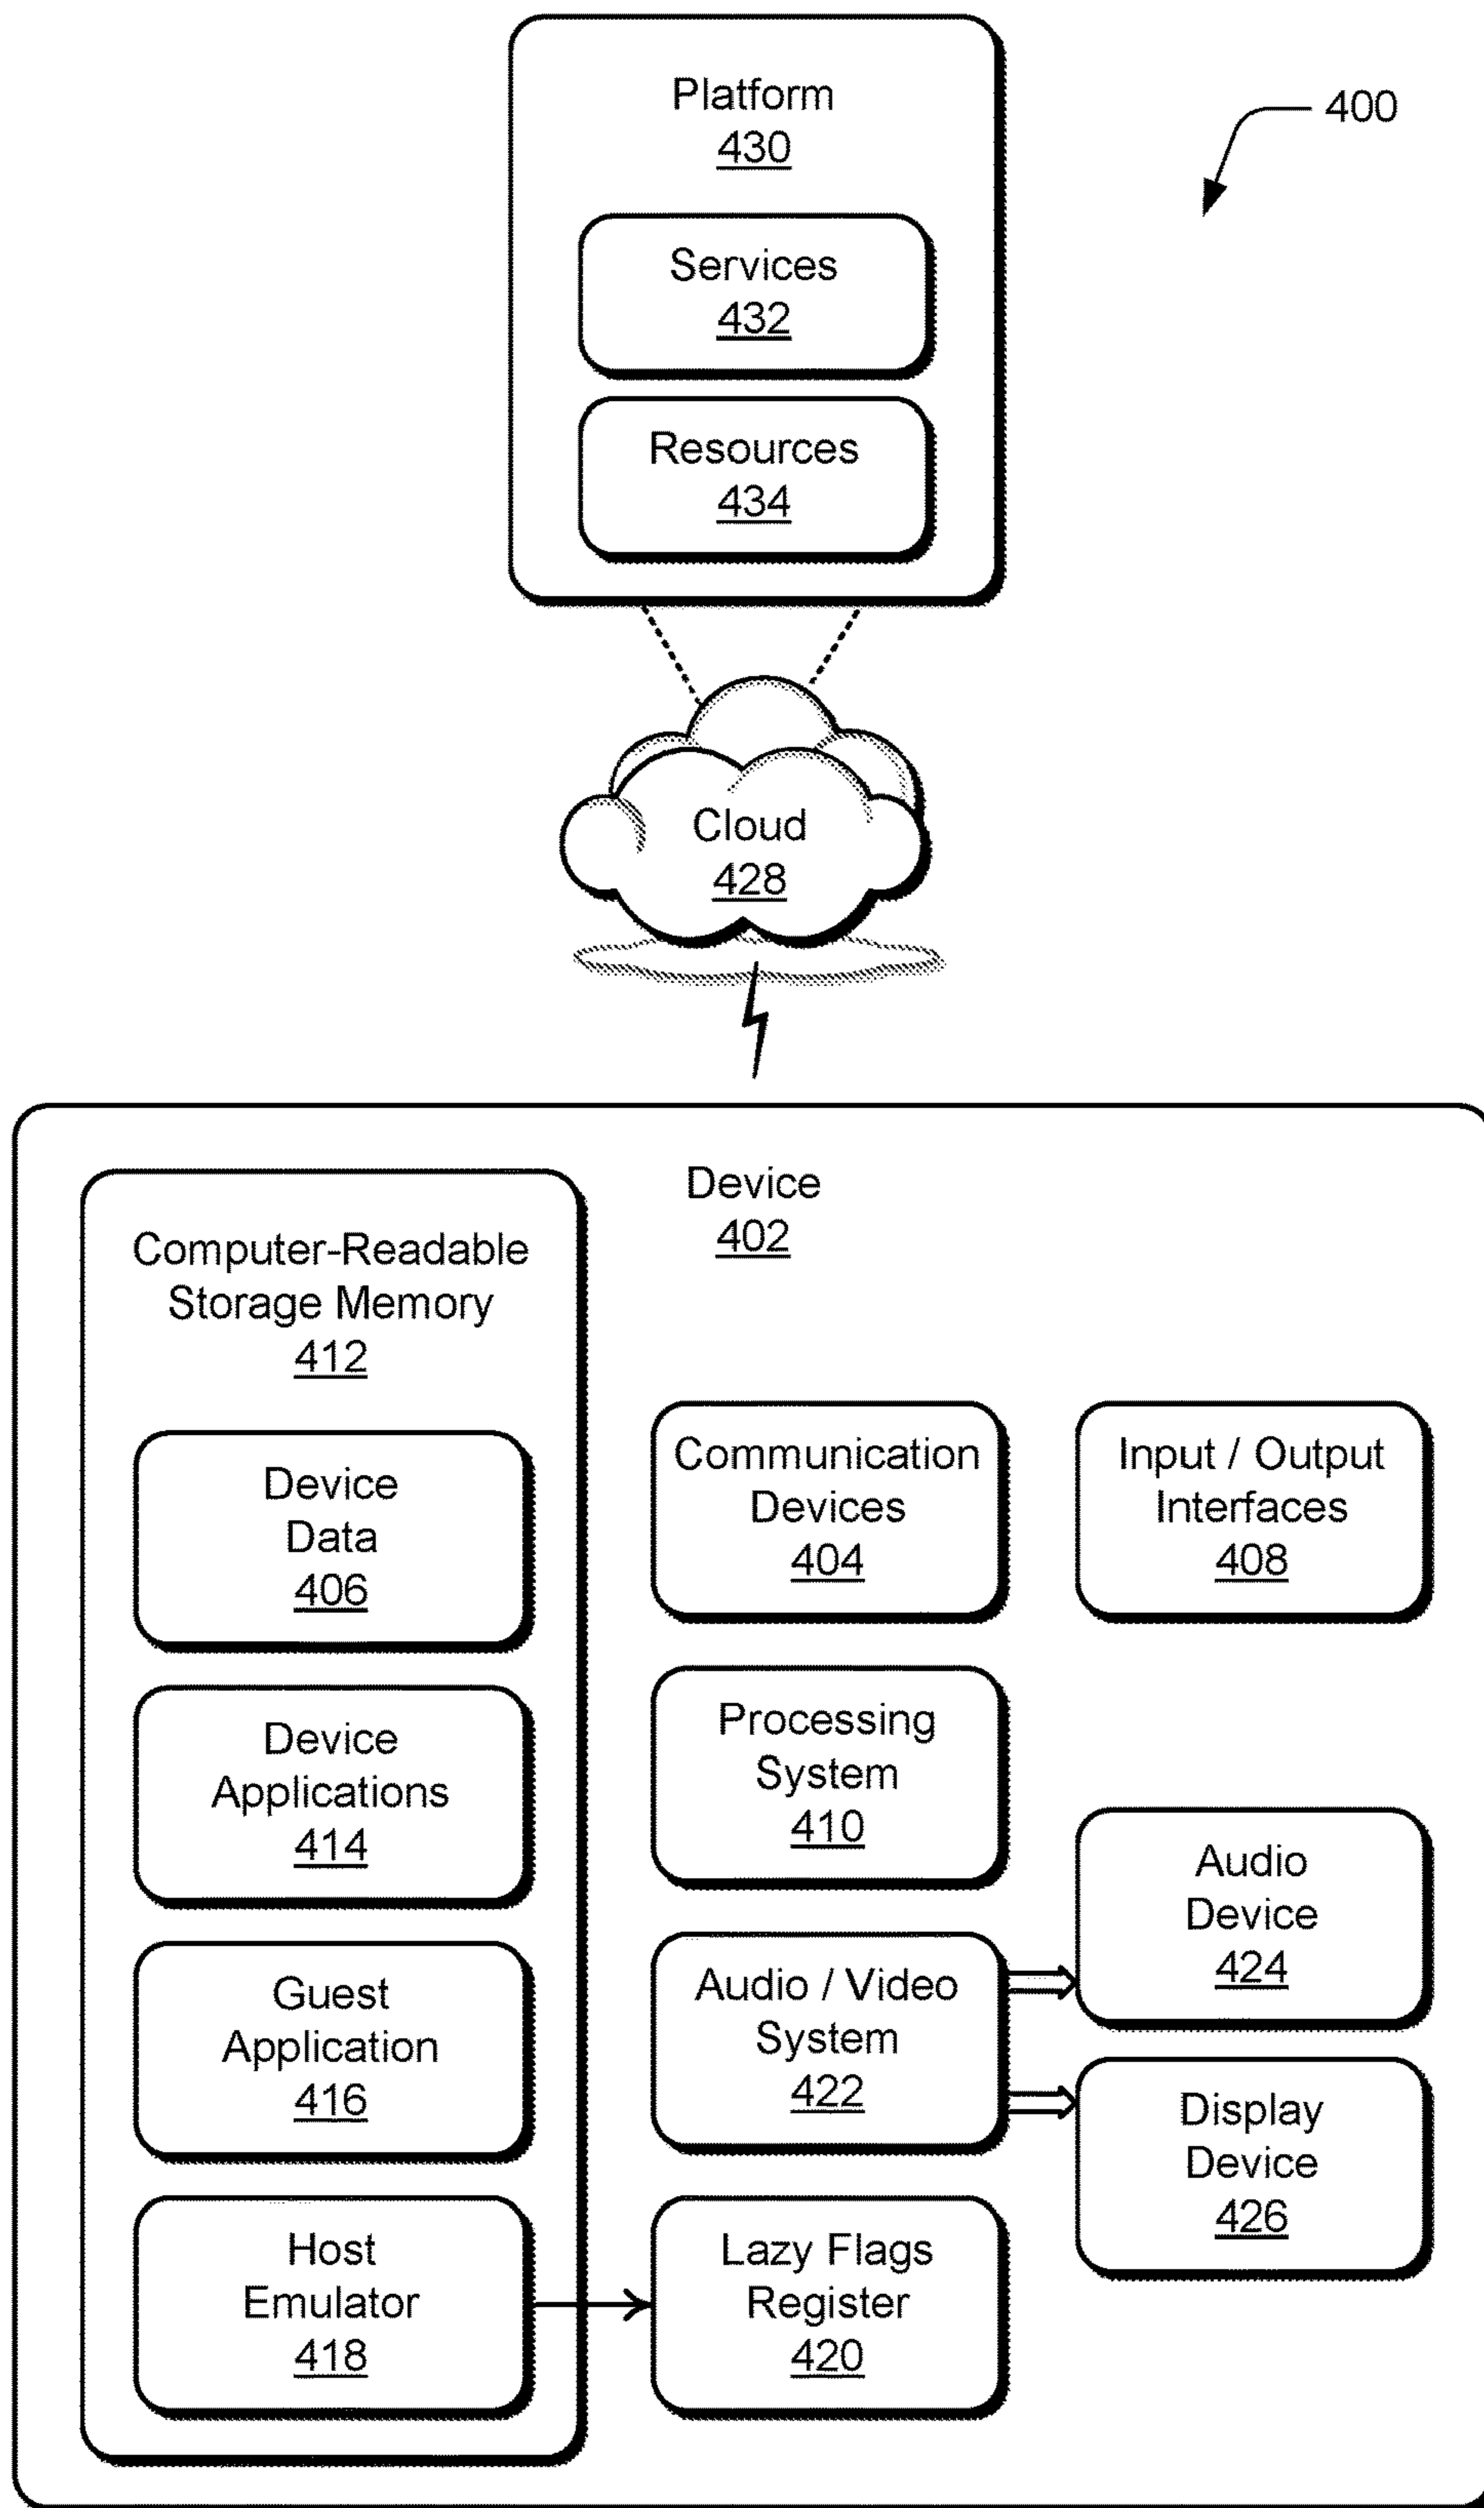 Platform
430
400
Services
432
Resources
434
Cloud
428
Device
402
Computer-Readable
Storage Memory
412
Device
Data
406
Communication
Devices
404
Input / Output
Interfaces
408
Device
Applications
414
Processing
System
410
Audio
Device
424
Guest
Application
416
Audio / Video
System
422
Display
Device
426
Host
Emulator
418
Lazy Flags
Register
420